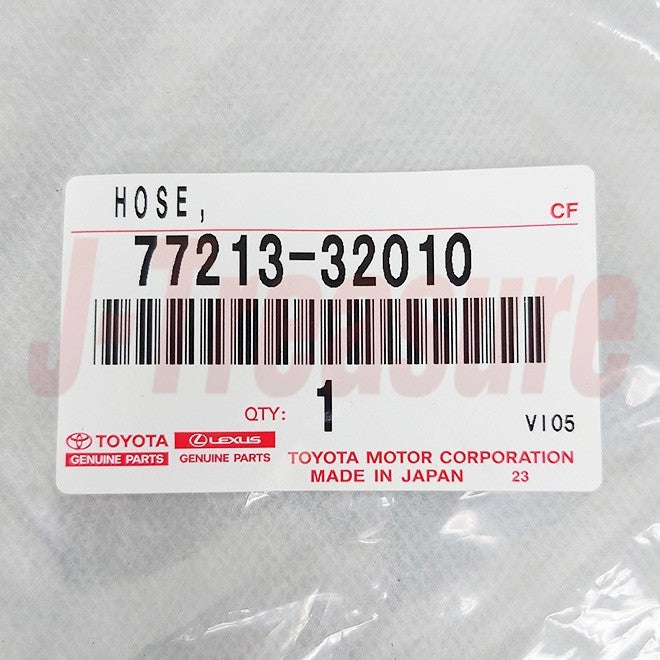 HOSE,
CF
77213-32010
J-Treasure
QTY: 1
VI05
TOYOTA LEXUS
GENUINE PARTS GENUINE PARTS
TOYOTA MOTOR CORPORATION
MADE IN JAPAN 23